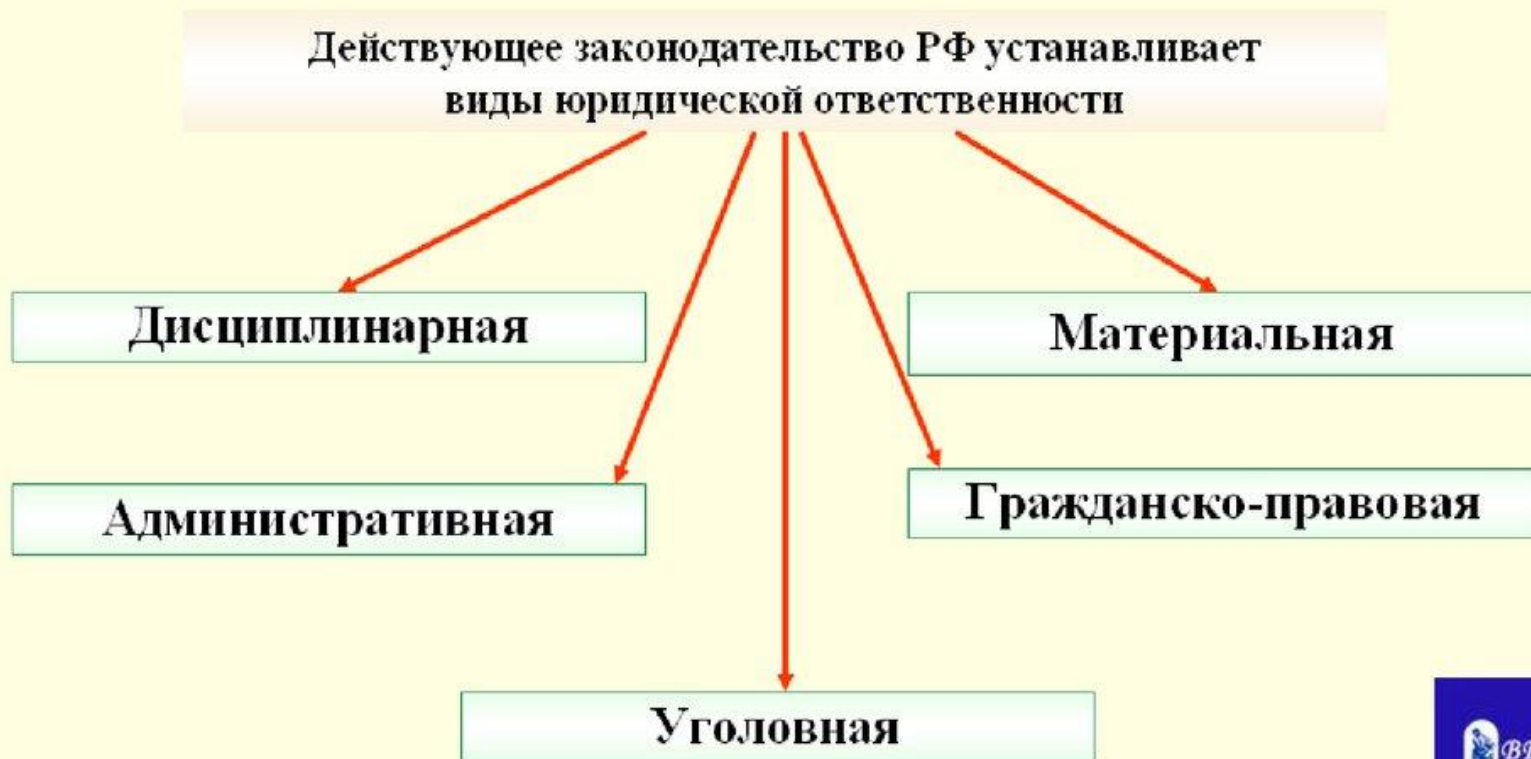 Действующее законодательство РФ устанавливает
виды юридической ответственности
Дисциплинарная
Материальная
Административная
Гражданско-правовая
Уголовная